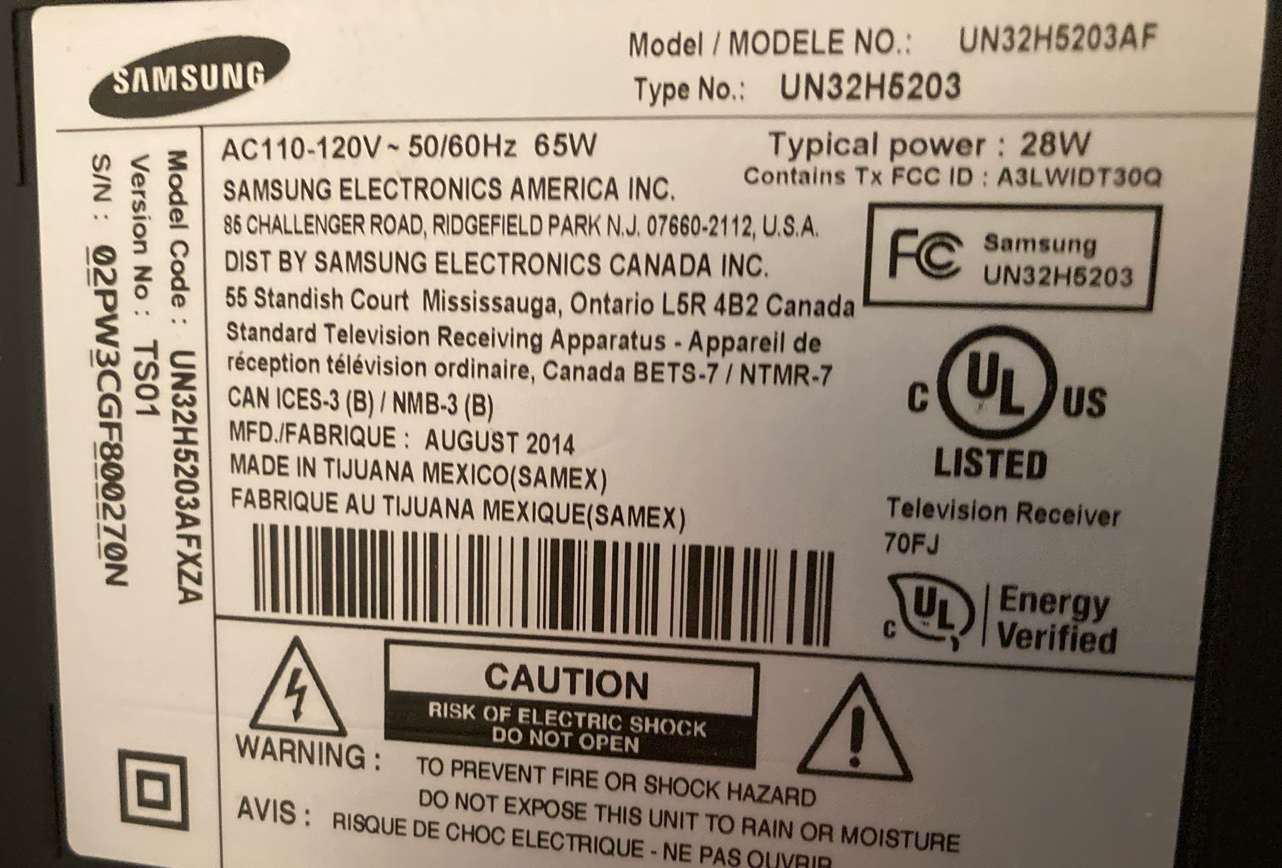 SAMSUNG
Model / MODELE NO.: UN32H5203AF
Type No.: UN32H5203
Model Code : UN32H5203AFXZA
Version No : TS01
S/N : 02PW3CGF800270N
AC110-120V~ 50/60Hz 65W
Typical power : 28W
Contains Tx FCC ID : A3LWIDT30Q
SAMSUNG ELECTRONICS AMERICA INC.
85 CHALLENGER ROAD, RIDGEFIELD PARK N.J. 07660-2112, U.S.A.
DIST BY SAMSUNG ELECTRONICS CANADA INC.
55 Standish Court Mississauga, Ontario L5R 4B2 Canada
Standard Television Receiving Apparatus - Appareil de
réception télévision ordinaire, Canada BETS-7 / NTMR-7
CAN ICES-3 (B) / NMB-3 (B)
MFD./FABRIQUE : AUGUST 2014
MADE IN TIJUANA MEXICO(SAMEX)
FABRIQUE AU TIJUANA MEXIQUE(SAMEX)
FC Samsung
UN32H5203
C UL US
LISTED
Television Receiver
70FJ
C UL Energy
Verified
CAUTION
RISK OF ELECTRIC SHOCK
DO NOT OPEN
WARNING : TO PREVENT FIRE OR SHOCK HAZARD
DO NOT EXPOSE THIS UNIT TO RAIN OR MOISTURE
AVIS : RISQUE DE CHOC ELECTRIQUE - NE PAS OUVRIR